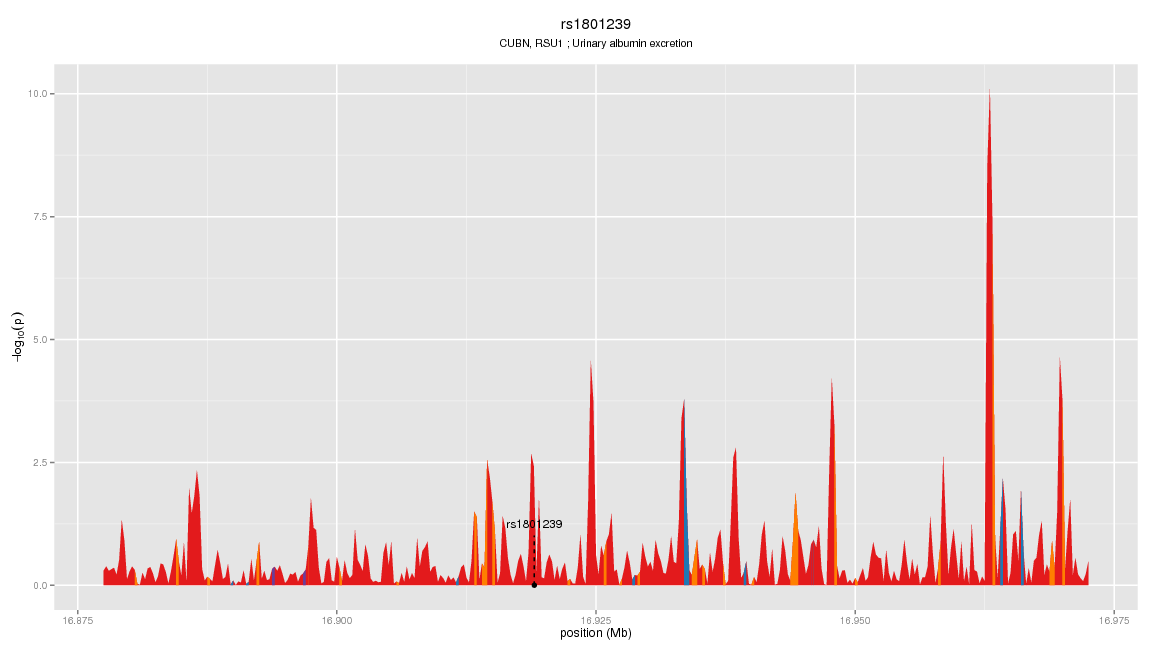 rs1801239
CUBN, RSU1 ; Urinary albumin excretion
10.0
7.5
5.0
2.5
0.0
−log10(p)
rs1801239
16.875
16.900
16.925
16.950
16.975
position (Mb)